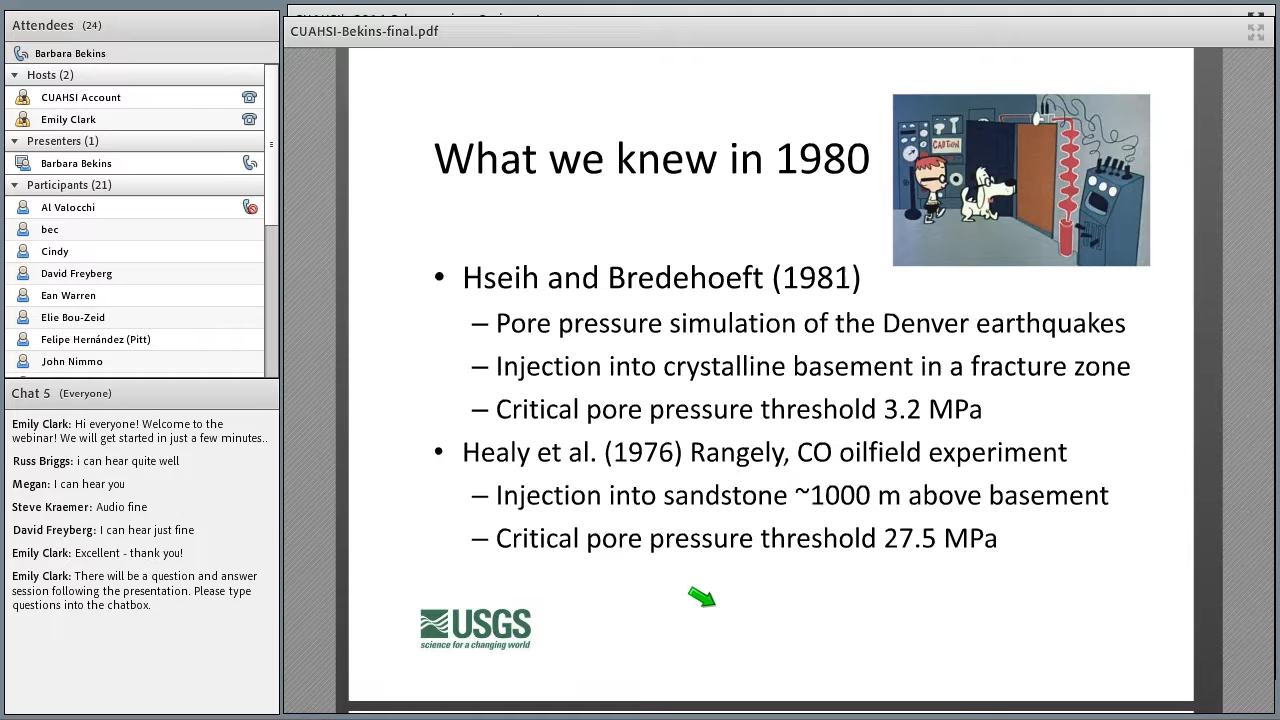 Attendees (24)
Barbara Bekins
Hosts (2)
CUAHSI Account
Emily Clark
Presenters (1)
Barbara Bekins
Participants (21)
Al Valocchi
bec
Cindy
David Freyberg
Ean Warren
Elie Bou-Zeid
Felipe Hernández (Pitt)
John Nimmo
Chat 5 (Everyone)
Emily Clark: Hi everyone! Welcome to the
webinar! We will get started in just a few minutes..
Russ Briggs: i can hear quite well
Megan: I can hear you
Steve Kraemer: Audio fine
David Freyberg: I can hear just fine
Emily Clark: Excellent - thank you!
Emily Clark: There will be a question and answer
session following the presentation. Please type
questions into the chatbox.
CUAHSI-Bekins-final.pdf
What we knew in 1980
CAUTION
• Hseih and Bredehoeft (1981)
– Pore pressure simulation of the Denver earthquakes
– Injection into crystalline basement in a fracture zone
– Critical pore pressure threshold 3.2 MPa
• Healy et al. (1976) Rangely, CO oilfield experiment
– Injection into sandstone ~1000 m above basement
– Critical pore pressure threshold 27.5 MPa
USGS
science for a changing world